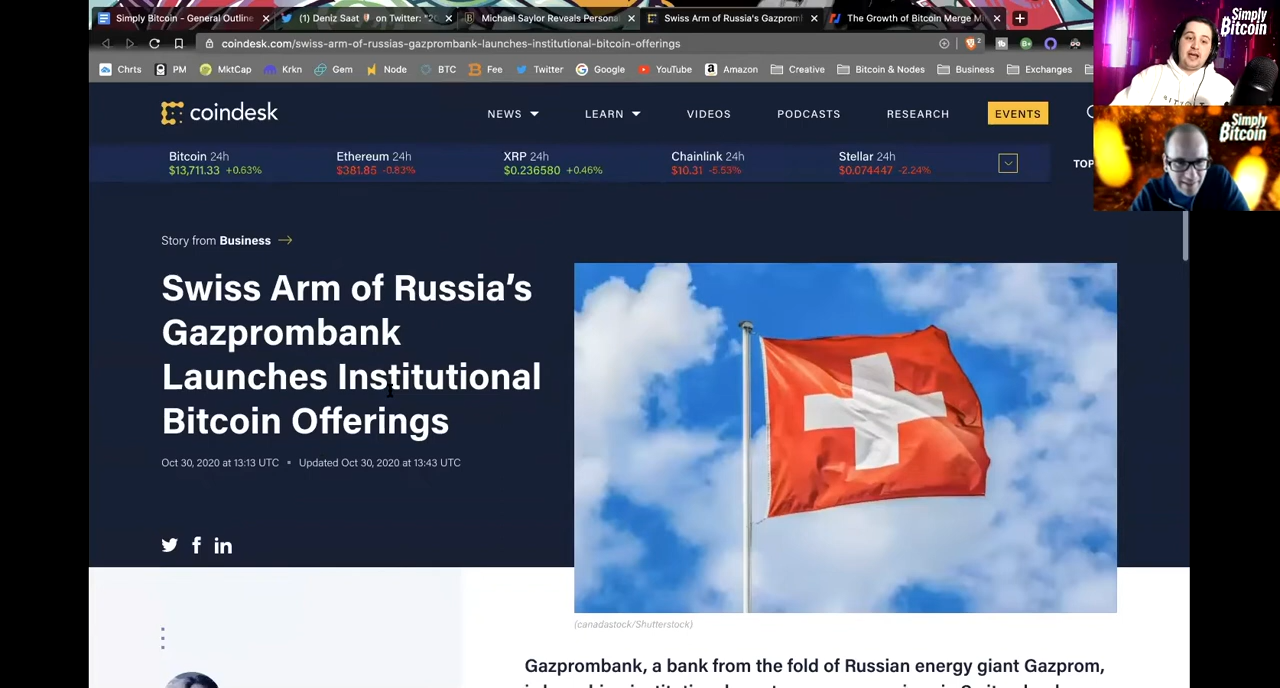 Simply Bitcoin - General Outline
(1) Deniz Saat on Twitter: "20
Michael Saylor Reveals Persona
Swiss Arm of Russia's Gazprom
The Growth of Bitcoin Merge M
coindesk.com/swiss-arm-of-russias-gazprombank-launches-institutional-bitcoin-offerings
Chrts PM MktCap Krkn Gem Node BTC Fee Twitter Google YouTube Amazon Creative Bitcoin & Nodes Business Exchanges
Simply Bitcoin
Simply Bitcoin
coindesk
NEWS LEARN VIDEOS PODCASTS RESEARCH EVENTS
Bitcoin 24h Ethereum 24h XRP 24h Chainlink 24h Stellar 24h
$13,711.33 +0.63% $381.85 -0.83% $0.236580 +0.46% $10.31 -5.53% $0.074447 -2.24%
TOP
Story from Business
Swiss Arm of Russia's
Gazprombank
Launches Institutional
Bitcoin Offerings
Oct 30, 2020 at 13:13 UTC Updated Oct 30, 2020 at 13:43 UTC
(canadastock/Shutterstock)
Gazprombank, a bank from the fold of Russian energy giant Gazprom,